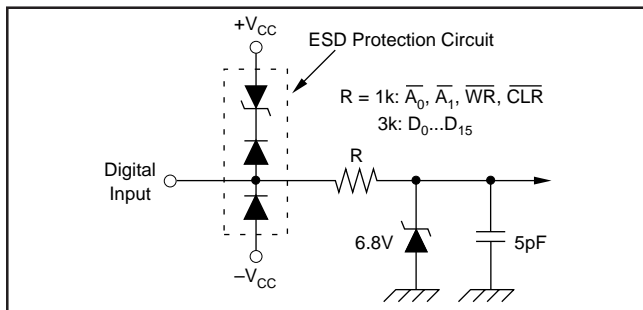 +V_CC
ESD Protection Circuit
R = 1k: A̅₀, A̅₁, W̅R̅, C̅L̅R̅
3k: D₀...D₁₅
R
Digital
Input
6.8V
5pF
–V_CC